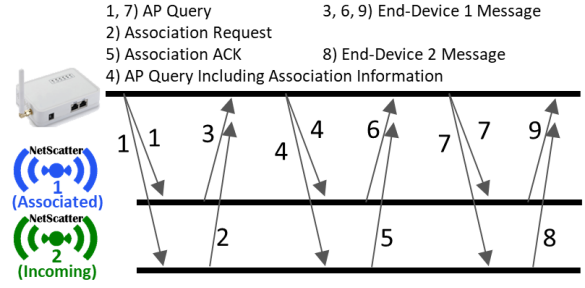 1, 7) AP Query 3, 6, 9) End-Device 1 Message
2) Association Request
5) Association ACK 8) End-Device 2 Message
4) AP Query Including Association Information
1 1 3 4 4 6 7 7 9
NetScatter
1
(Associated)
NetScatter
2
(Incoming)
2 5 8